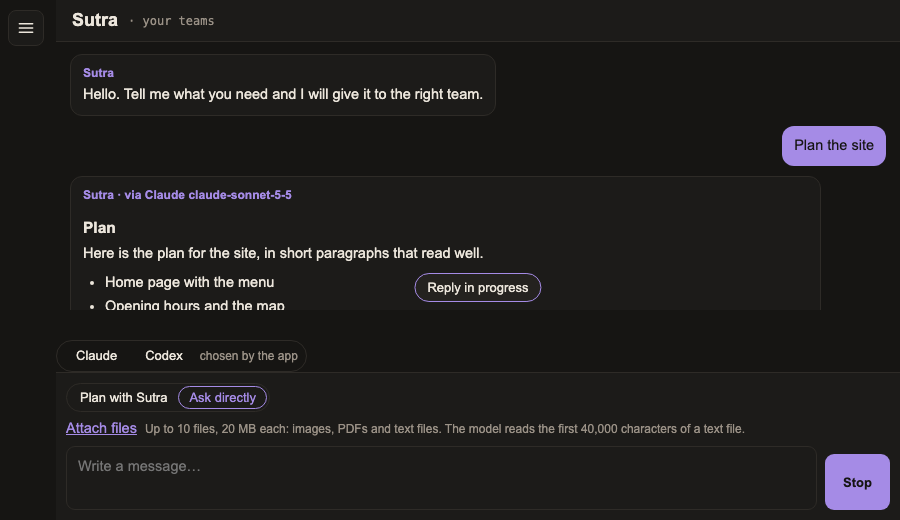 Sutra · your teams
Sutra
Hello. Tell me what you need and I will give it to the right team.
Plan the site
Sutra · via Claude claude-sonnet-5-5
Plan
Here is the plan for the site, in short paragraphs that read well.
• Home page with the menu
Reply in progress
• Opening hours and the map
Claude Codex chosen by the app
Plan with Sutra Ask directly
Attach files Up to 10 files, 20 MB each: images, PDFs and text files. The model reads the first 40,000 characters of a text file.
Write a message…
Stop